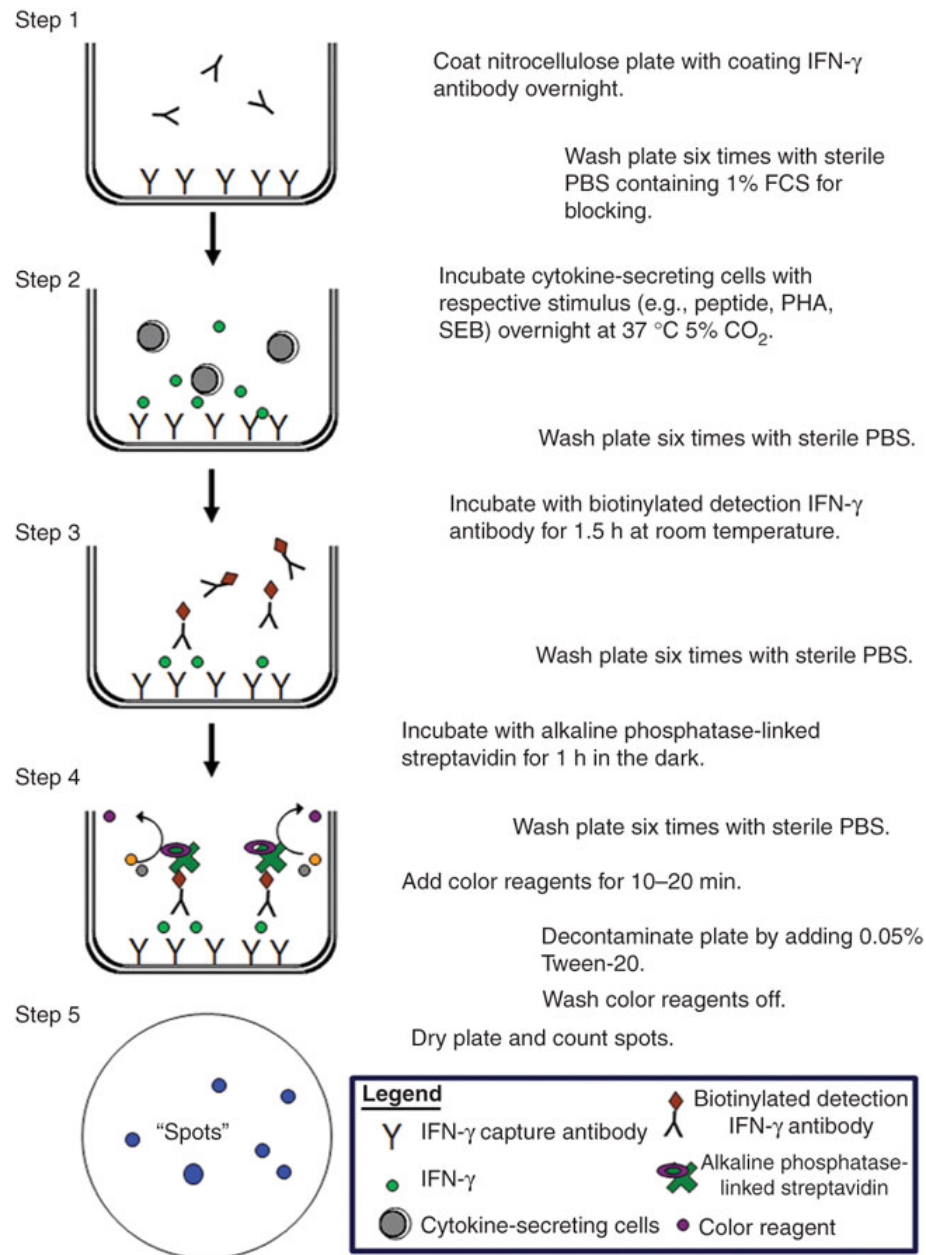 Step 1
Coat nitrocellulose plate with coating IFN-γ
antibody overnight.
Wash plate six times with sterile
PBS containing 1% FCS for
blocking.
Step 2
Incubate cytokine-secreting cells with
respective stimulus (e.g., peptide, PHA,
SEB) overnight at 37 °C 5% CO₂.
Wash plate six times with sterile PBS.
Step 3
Incubate with biotinylated detection IFN-γ
antibody for 1.5 h at room temperature.
Wash plate six times with sterile PBS.
Incubate with alkaline phosphatase-linked
streptavidin for 1 h in the dark.
Step 4
Wash plate six times with sterile PBS.
Add color reagents for 10–20 min.
Decontaminate plate by adding 0.05%
Tween-20.
Wash color reagents off.
Step 5
Dry plate and count spots.
“Spots”
Legend
IFN-γ capture antibody
IFN-γ
Cytokine-secreting cells
Biotinylated detection
IFN-γ antibody
Alkaline phosphatase-
linked streptavidin
Color reagent